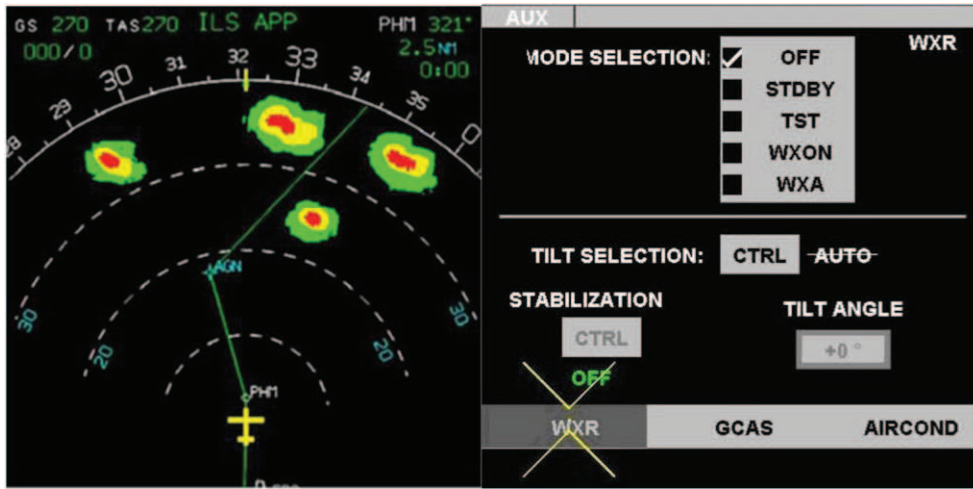 GS 270 TAS270 ILS APP PHM 321°
000/0 2.5NM
0:00
28 29 30 31 32 33 34 35 0
AGN
30 20 20 30
PHM
AUX
WXR
MODE SELECTION: OFF
STDBY
TST
WXON
WXA
TILT SELECTION: CTRL AUTO
STABILIZATION
TILT ANGLE
CTRL
+0 °
OFF
WXR GCAS AIRCOND